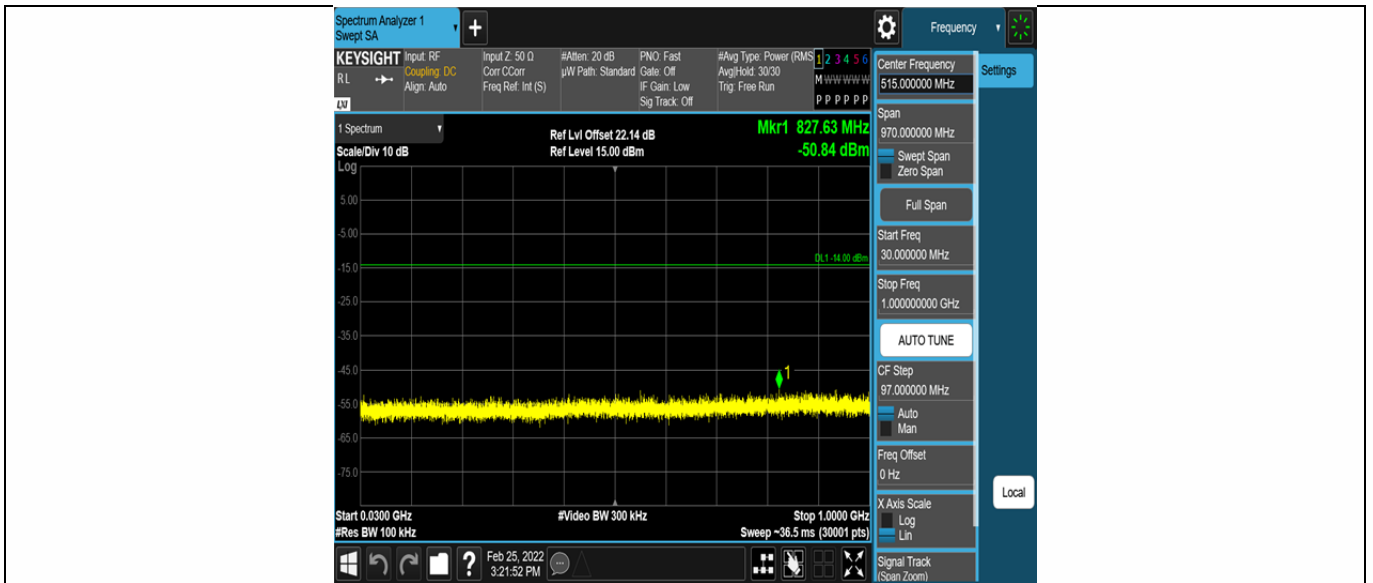 Spectrum Analyzer 1
Swept SA
+
Frequency
KEYSIGHT
RL
LXI
Input: RF
Coupling: DC
Align: Auto
Input Z: 50 Ω
Corr CCorr
Freq Ref: Int (S)
#Atten: 20 dB
µW Path: Standard
PNO: Fast
Gate: Off
IF Gain: Low
Sig Track: Off
#Avg Type: Power (RMS
Avg|Hold: 30/30
Trig: Free Run
1 2 3 4 5 6
M W W W W W
P P P P P P
1 Spectrum
Scale/Div 10 dB
Log
Ref Lvl Offset 22.14 dB
Ref Level 15.00 dBm
Mkr1 827.63 MHz
-50.84 dBm
5.00
-5.00
DL1 -14.00 dBm
-15.0
-25.0
-35.0
-45.0
1
-55.0
-65.0
-75.0
Start 0.0300 GHz
#Res BW 100 kHz
#Video BW 300 kHz
Stop 1.0000 GHz
Sweep ~36.5 ms (30001 pts)
?
Feb 25, 2022
3:21:52 PM
Center Frequency
515.000000 MHz
Settings
Span
970.000000 MHz
Swept Span
Zero Span
Full Span
Start Freq
30.000000 MHz
Stop Freq
1.000000000 GHz
AUTO TUNE
CF Step
97.000000 MHz
Auto
Man
Freq Offset
0 Hz
X Axis Scale
Log
Lin
Local
Signal Track
(Span Zoom)